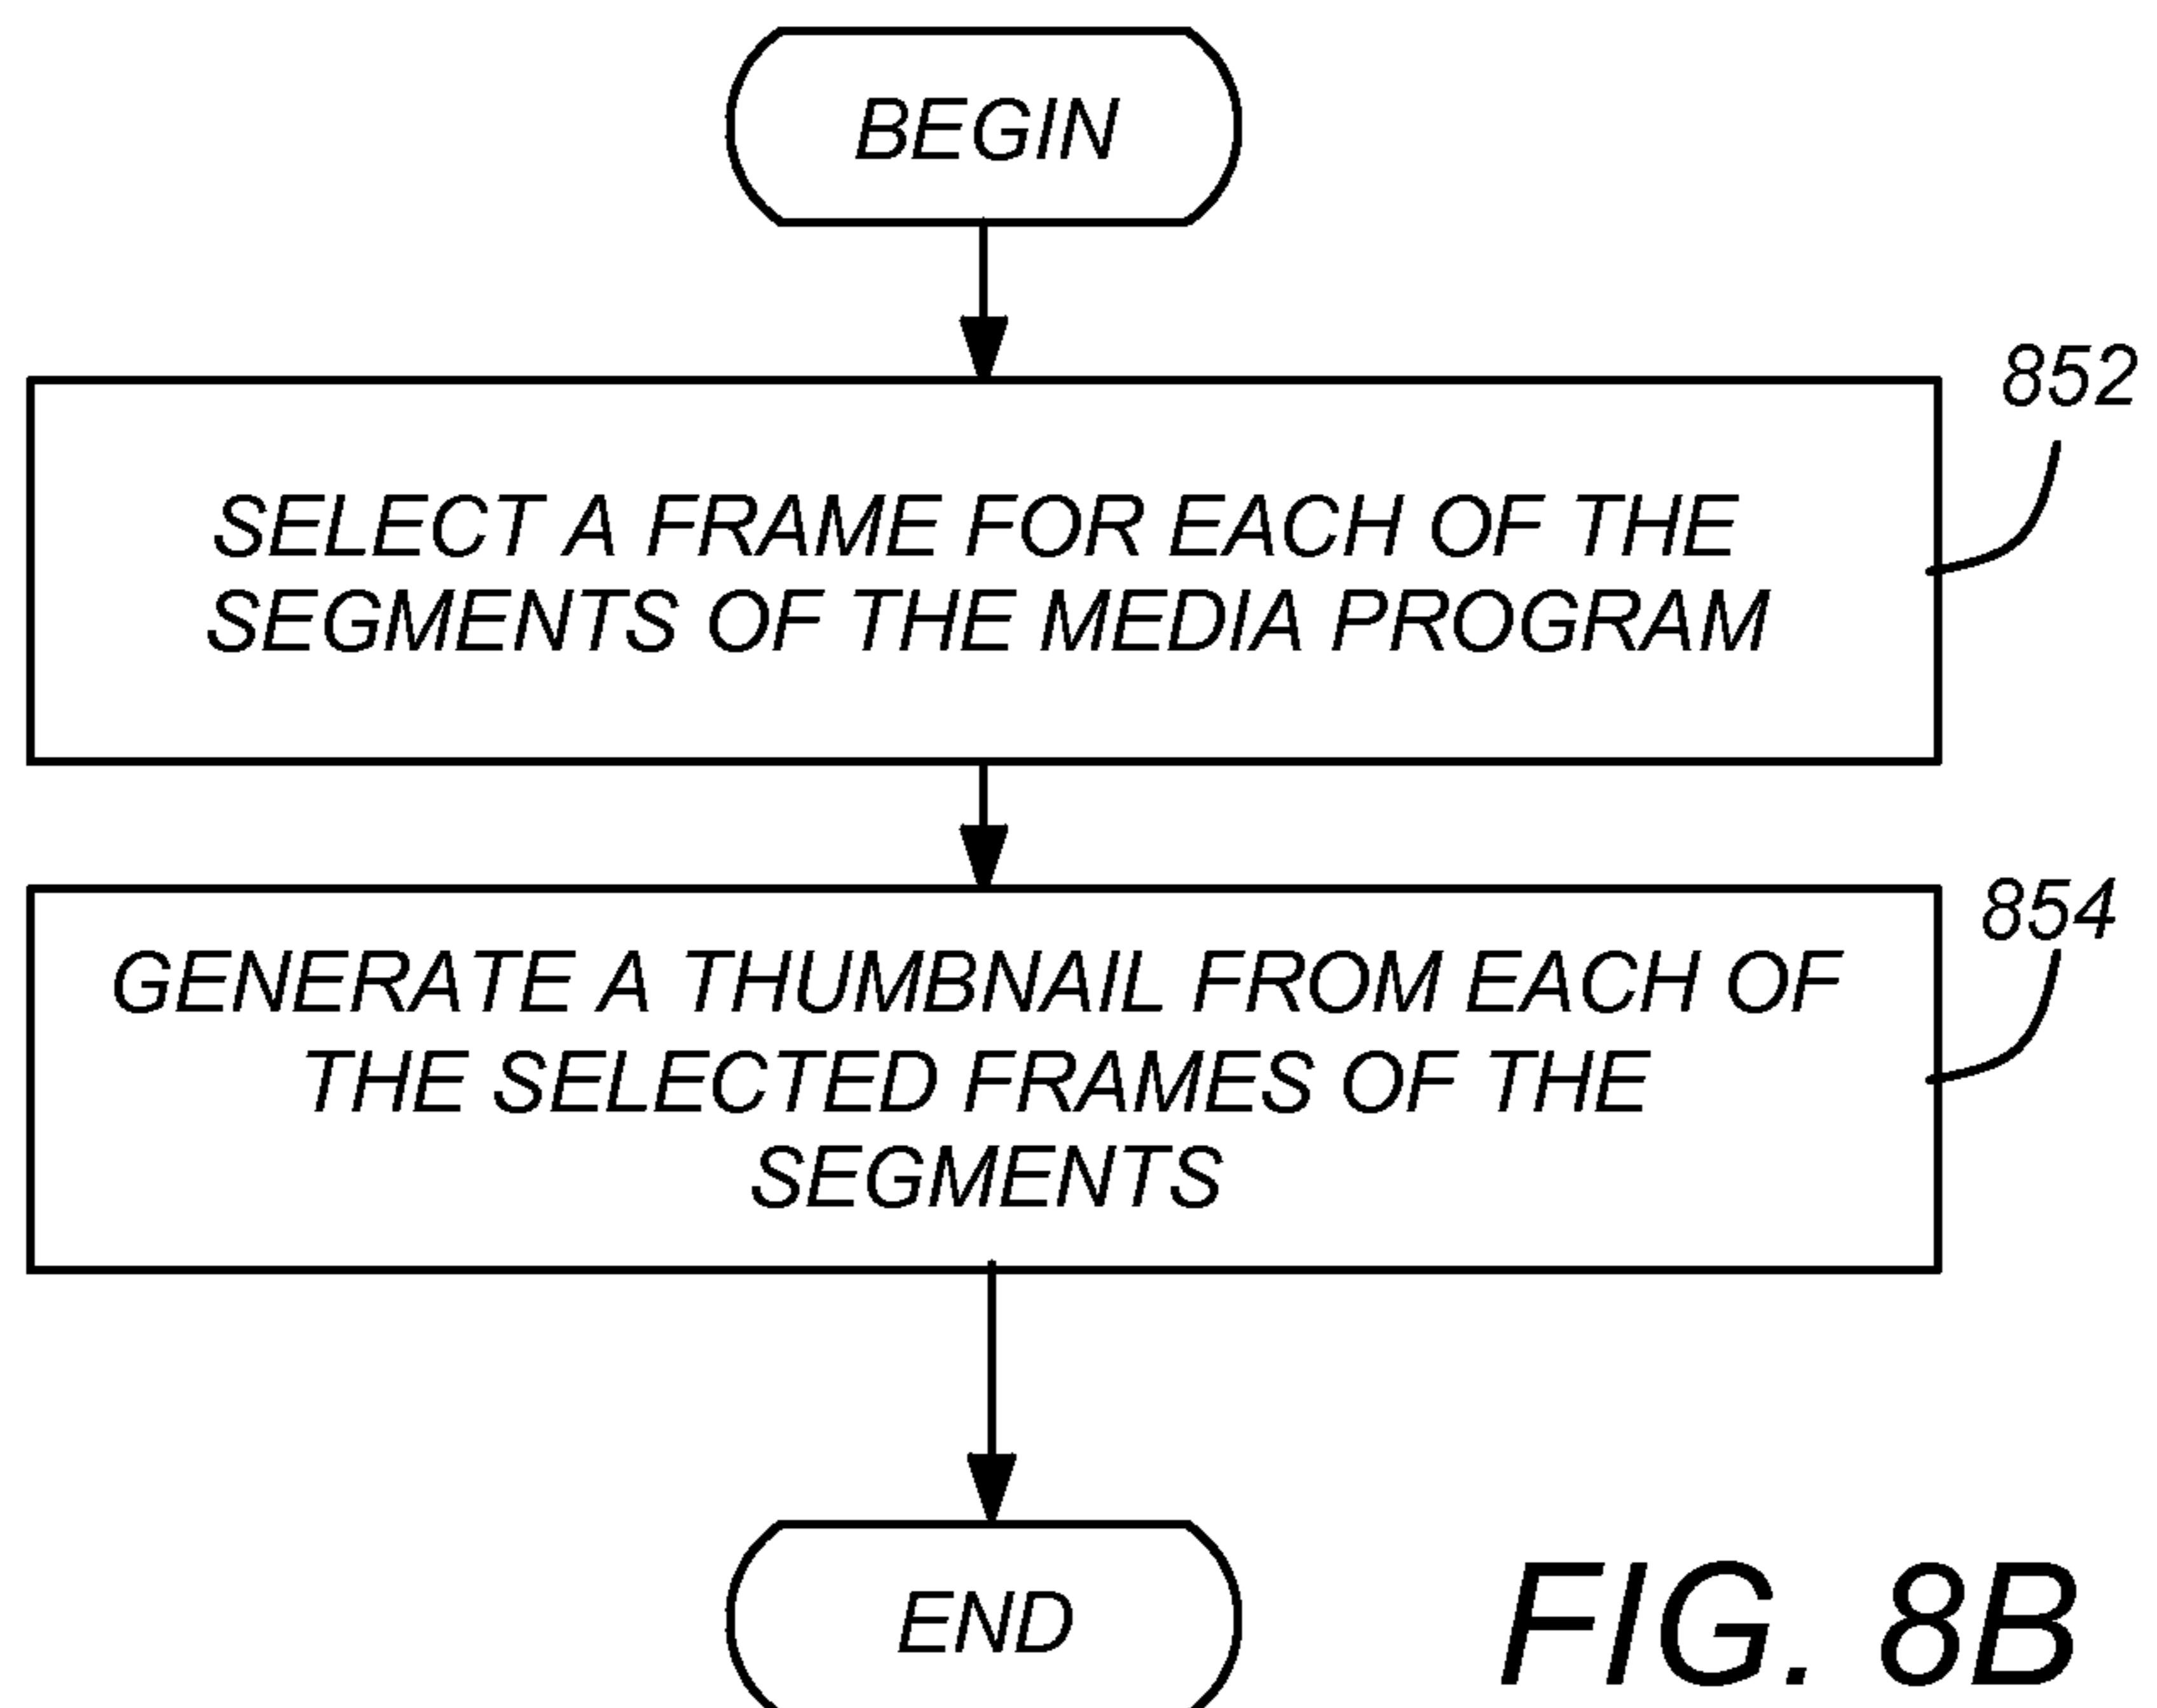 BEGIN
852
SELECT A FRAME FOR EACH OF THE
SEGMENTS OF THE MEDIA PROGRAM
854
GENERATE A THUMBNAIL FROM EACH OF
THE SELECTED FRAMES OF THE
SEGMENTS
END
FIG. 8B